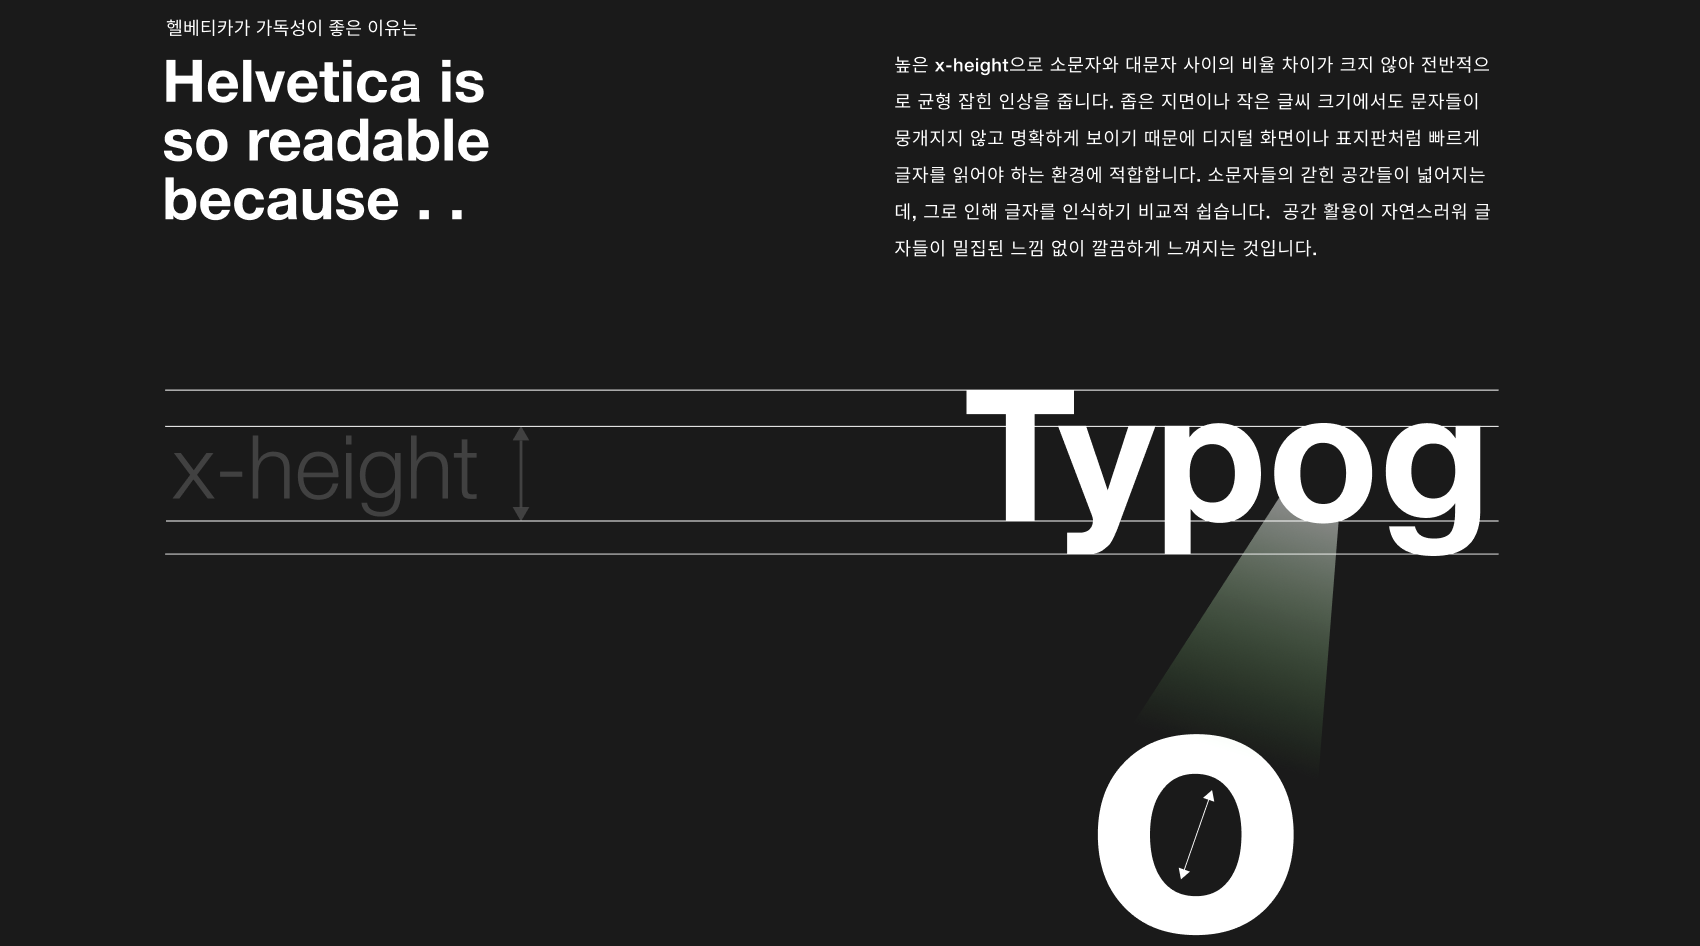 헬베티카가 가독성이 좋은 이유는
Helvetica is
so readable
because . .
높은 x-height으로 소문자와 대문자 사이의 비율 차이가 크지 않아 전반적으
로 균형 잡힌 인상을 줍니다. 좁은 지면이나 작은 글씨 크기에서도 문자들이
뭉개지지 않고 명확하게 보이기 때문에 디지털 화면이나 표지판처럼 빠르게
글자를 읽어야 하는 환경에 적합합니다. 소문자들의 갇힌 공간들이 넓어지는
데, 그로 인해 글자를 인식하기 비교적 쉽습니다. 공간 활용이 자연스러워 글
자들이 밀집된 느낌 없이 깔끔하게 느껴지는 것입니다.
x-height
Typog
o